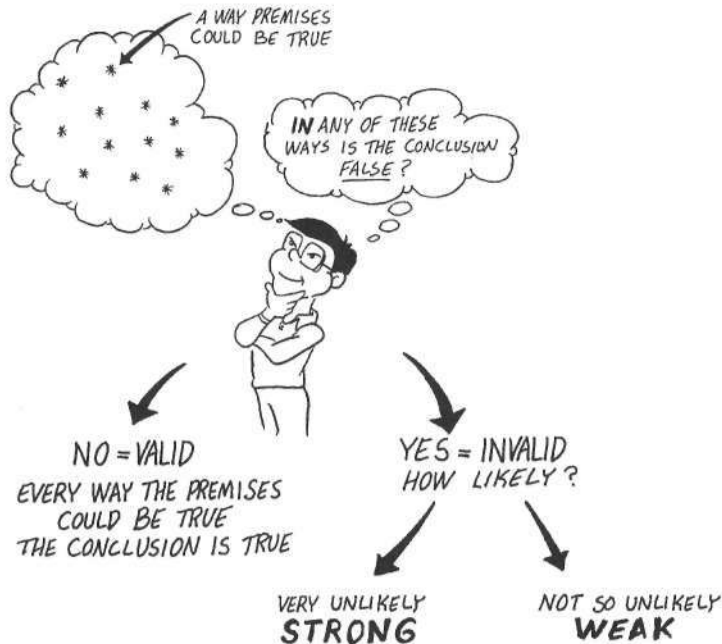 A WAY PREMISES
COULD BE TRUE
IN ANY OF THESE
WAYS IS THE CONCLUSION
FALSE?
NO = VALID
EVERY WAY THE PREMISES
COULD BE TRUE
THE CONCLUSION IS TRUE
YES = INVALID
HOW LIKELY?
VERY UNLIKELY
STRONG
NOT SO UNLIKELY
WEAK